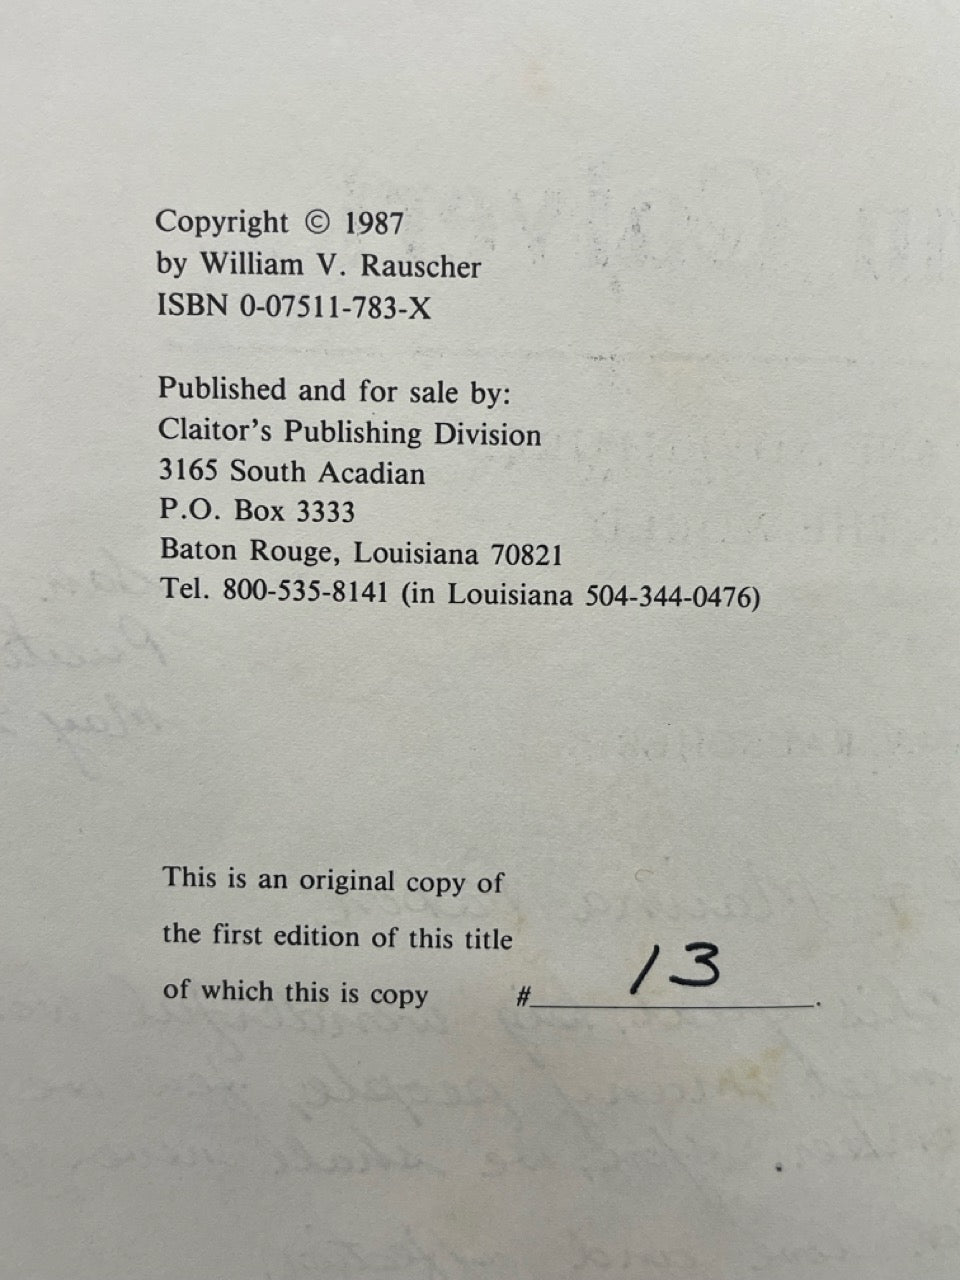 Copyright © 1987
by William V. Rauscher
ISBN 0-07511-783-X
Published and for sale by:
Claitor's Publishing Division
3165 South Acadian
P.O. Box 3333
Baton Rouge, Louisiana 70821
Tel. 800-535-8141 (in Louisiana 504-344-0476)
This is an original copy of
the first edition of this title
of which this is copy # 13.